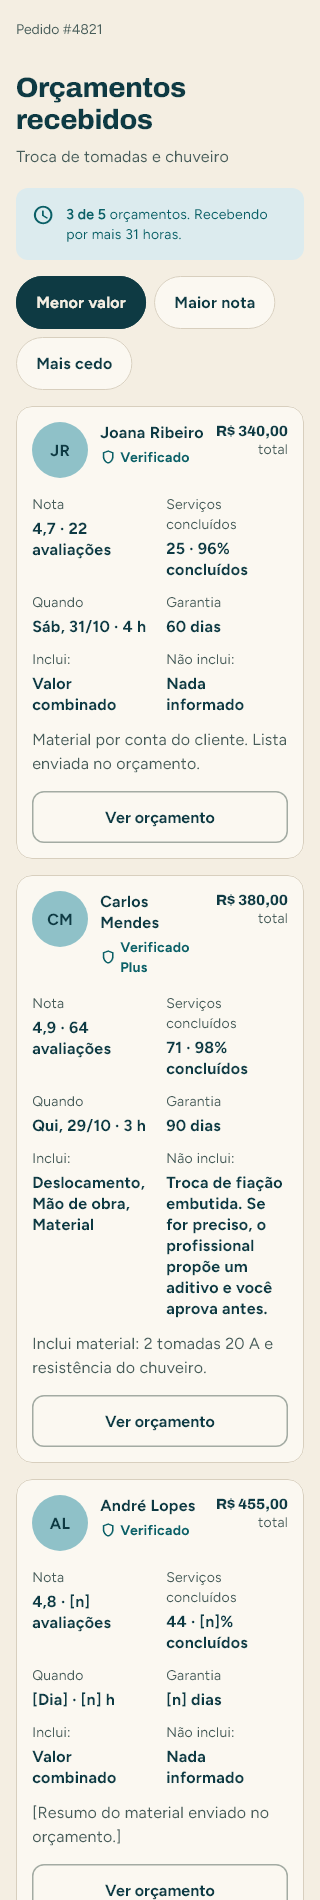 Pedido #4821
Orçamentos
recebidos
Troca de tomadas e chuveiro
3 de 5 orçamentos. Recebendo
por mais 31 horas.
Menor valor
Maior nota
Mais cedo
JR
Joana Ribeiro
R$ 340,00
Verificado
total
Nota
Serviços
concluídos
4,7 · 22
avaliações
25 · 96%
concluídos
Quando
Garantia
Sáb, 31/10 · 4 h
60 dias
Inclui:
Não inclui:
Valor
combinado
Nada
informado
Material por conta do cliente. Lista
enviada no orçamento.
Ver orçamento
CM
Carlos
Mendes
R$ 380,00
total
Verificado
Plus
Nota
Serviços
concluídos
4,9 · 64
avaliações
71 · 98%
concluídos
Quando
Garantia
Qui, 29/10 · 3 h
90 dias
Inclui:
Não inclui:
Deslocamento,
Mão de obra,
Material
Troca de fiação
embutida. Se
for preciso, o
profissional
propõe um
aditivo e você
aprova antes.
Inclui material: 2 tomadas 20 A e
resistência do chuveiro.
Ver orçamento
AL
André Lopes
R$ 455,00
Verificado
total
Nota
Serviços
concluídos
4,8 · [n]
avaliações
44 · [n]%
concluídos
Quando
Garantia
[Dia] · [n] h
[n] dias
Inclui:
Não inclui:
Valor
combinado
Nada
informado
[Resumo do material enviado no
orçamento.]
Ver orçamento